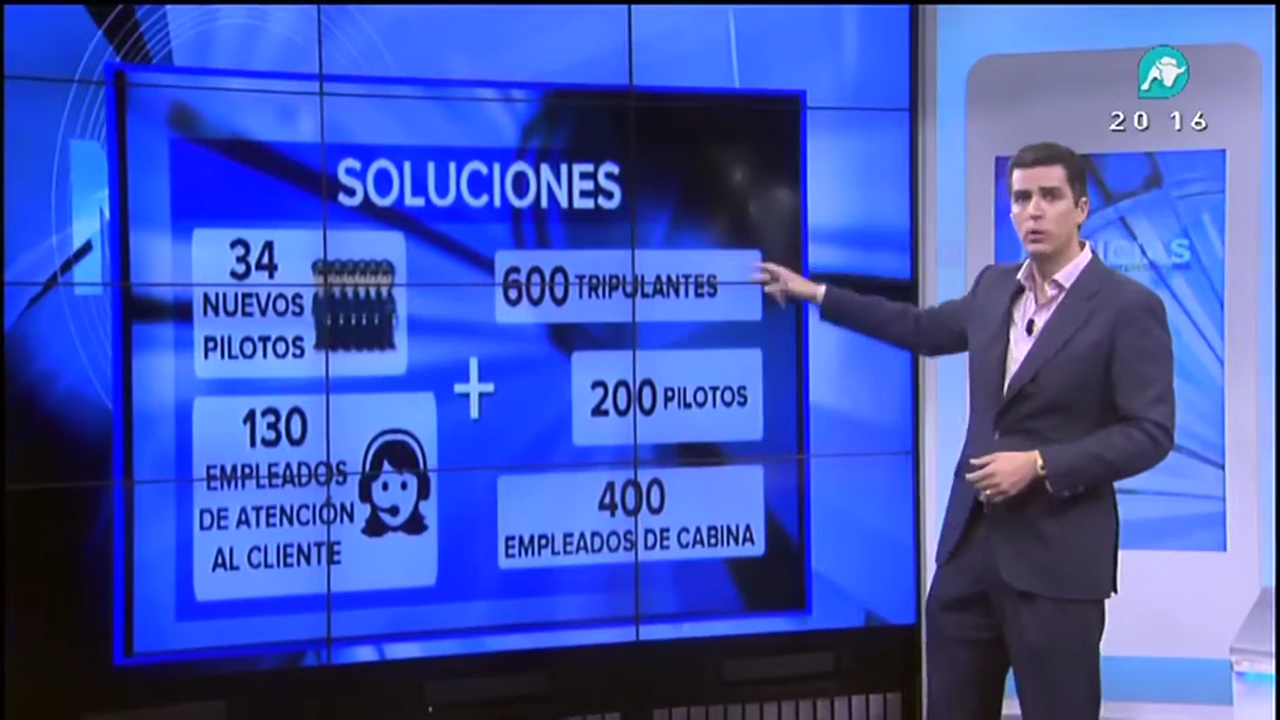 SOLUCIONES
34
NUEVOS
PILOTOS
130
EMPLEADOS
DE ATENCIÓN
AL CLIENTE
+
600 TRIPULANTES
200 PILOTOS
400
EMPLEADOS DE CABINA
20 16